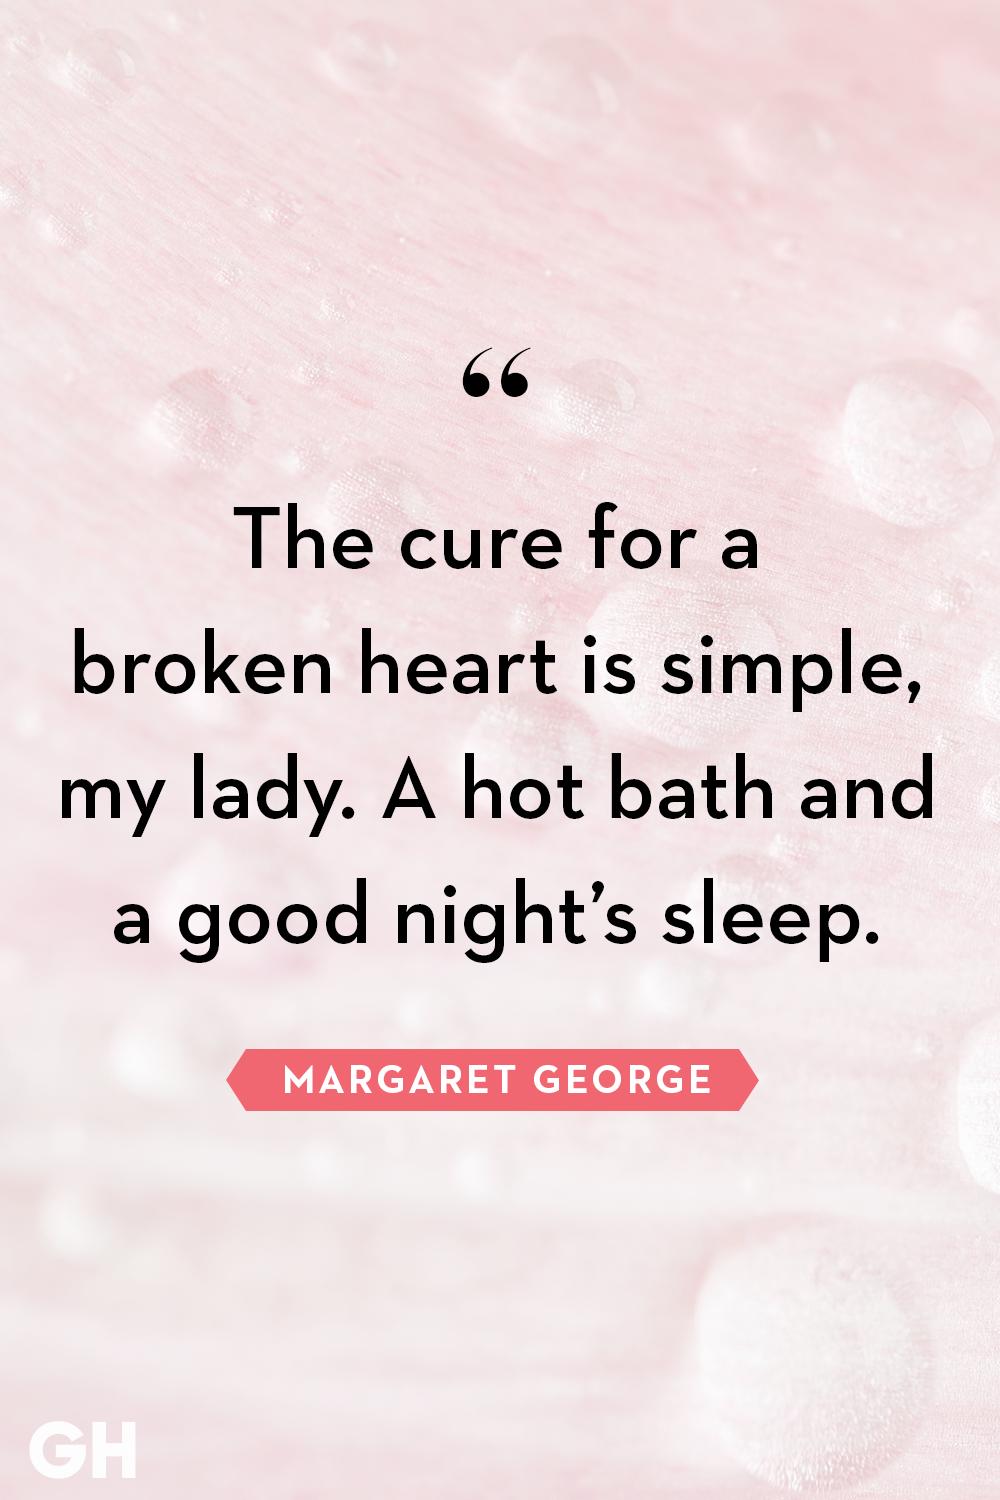 “
The cure for a
broken heart is simple,
my lady. A hot bath and
a good night’s sleep.
MARGARET GEORGE
GH